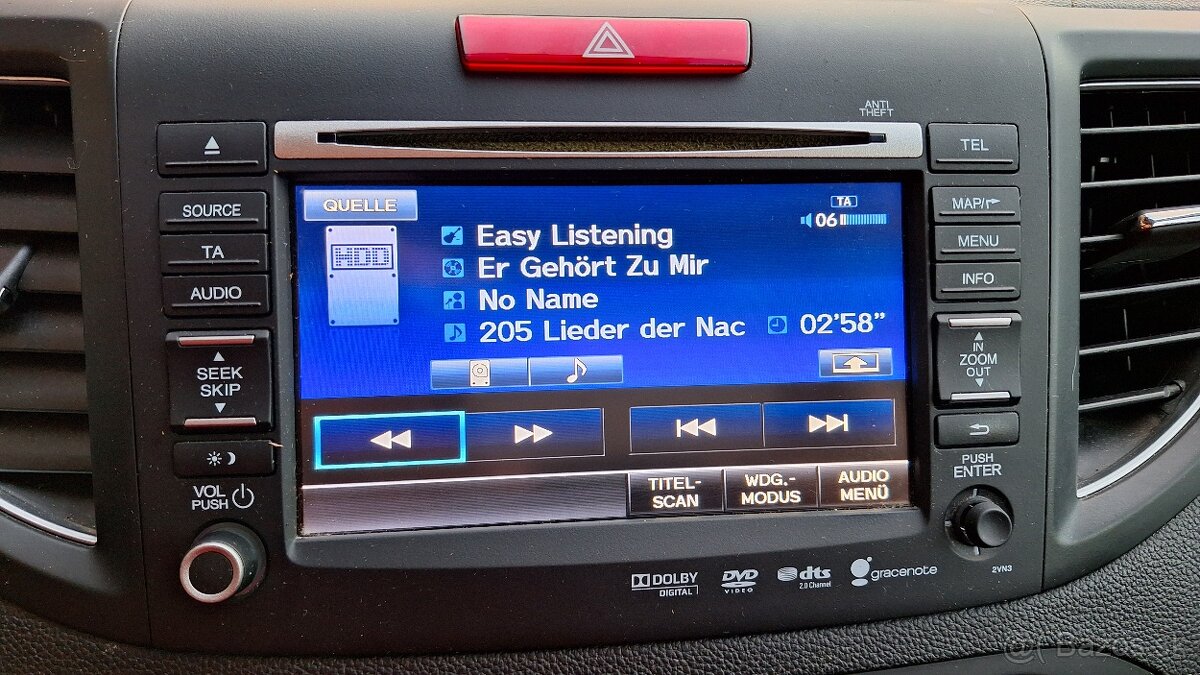 ANTI
THEFT
TEL
SOURCE
TA
AUDIO
SEEK
SKIP
VOL
PUSH
QUELLE
HDD
TA
06
Easy Listening
Er Gehört Zu Mir
No Name
205 Lieder der Nac
02'58"
TITEL-
SCAN
WDG.-
MODUS
AUDIO
MENÜ
MAP/
MENU
INFO
IN
ZOOM
OUT
PUSH
ENTER
2VN3
DOLBY
DIGITAL
DVD
VIDEO
dts
2.0 Channel
gracenote